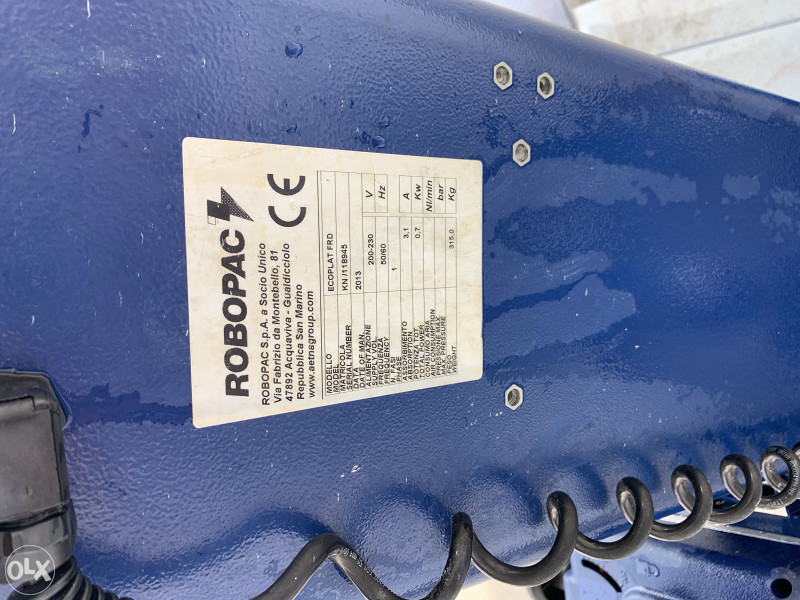 ROBOPAC
CE
ROBOPAC S.p.A. a Socio Unico
Via Fabrizio da Montebello, 81
47892 Acquaviva - Gualdicciolo
Repubblica San Marino
www.aetnagroup.com
MODELLO
MODEL
ECOPLAT FRD
MATRICOLA
SERIAL NUMBER
KN /118945
DATA
DATE OF MAN.
2013
ALIMENTAZIONE
SUPPLY VOL.
200-230 V
FREQUENZA
FREQUENCY
50/60 Hz
FASI
PHASE
1
ASSORBIMENTO
ABSORPTION
3,1 A
POTENZA TOT.
TOTAL POWER
0,7 Kw
CONSUMO ARIA
AIR CONSUMPTION
Nl/min
PRESSIONE MAX
MAX PRESSURE
bar
PESO
WEIGHT
315.0 Kg
OLX